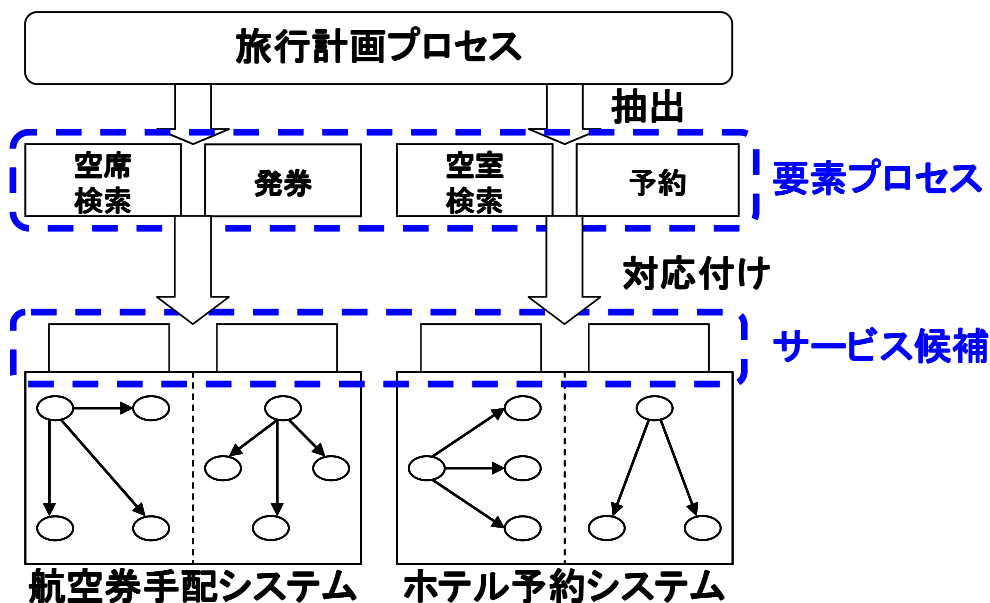 旅行計画プロセス
抽出
空席
検索
発券
空室
検索
予約
要素プロセス
対応付け
サービス候補
航空券手配システム
ホテル予約システム